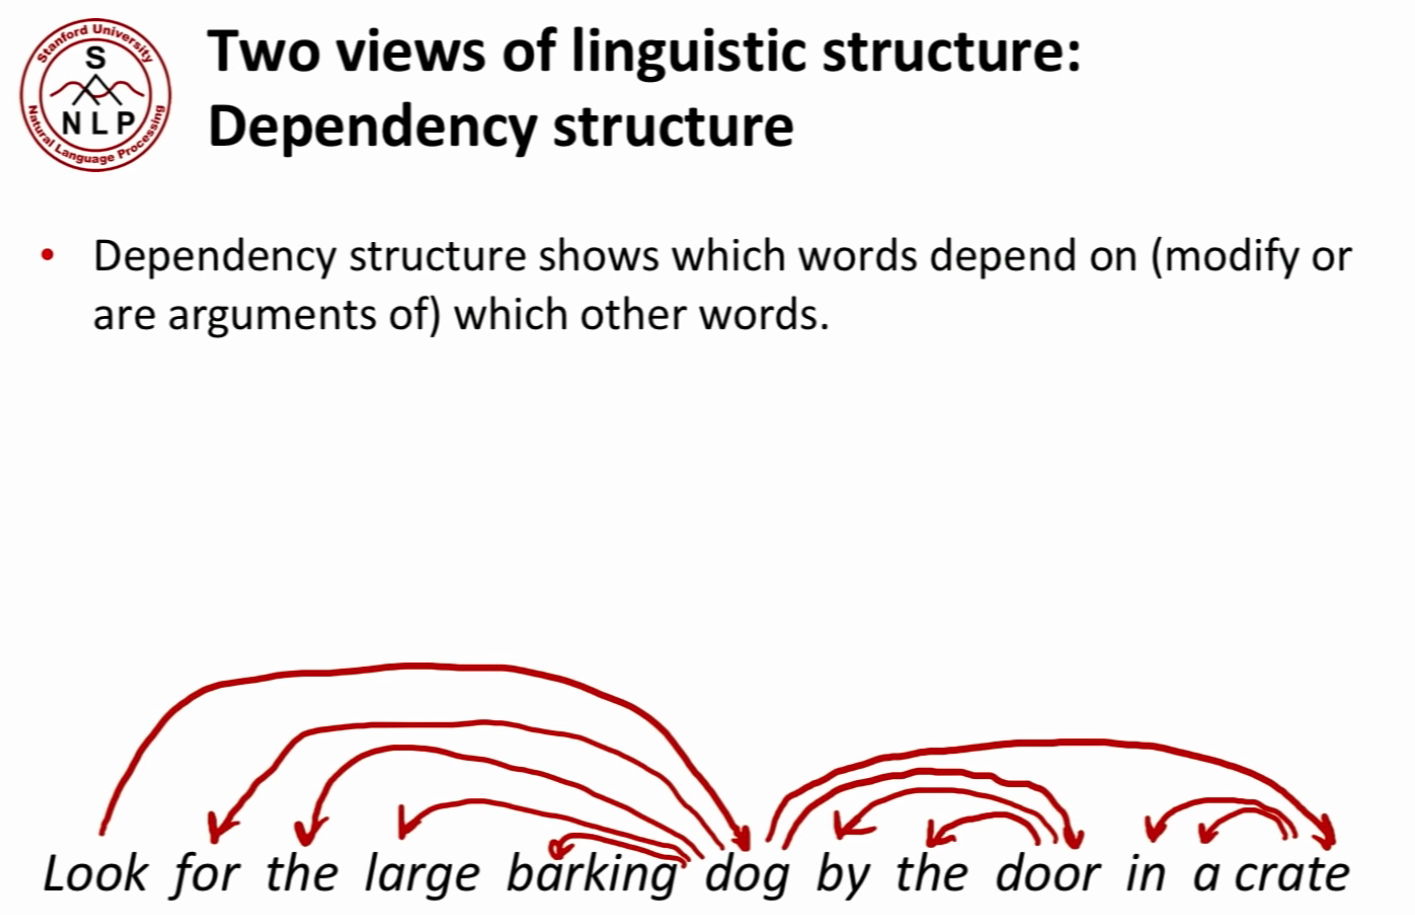 Stanford University
S
NLP
Natural Language Processing
Two views of linguistic structure:
Dependency structure
• Dependency structure shows which words depend on (modify or
are arguments of) which other words.
Look for the large barking dog by the door in a crate